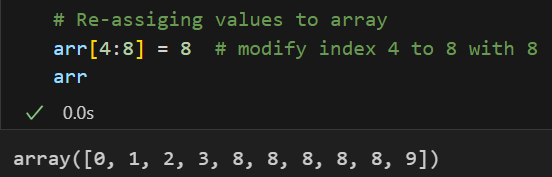 # Re-assiging values to array
arr[4:8] = 8  # modify index 4 to 8 with 8
arr
0.0s
array([0, 1, 2, 3, 8, 8, 8, 8, 8, 9])